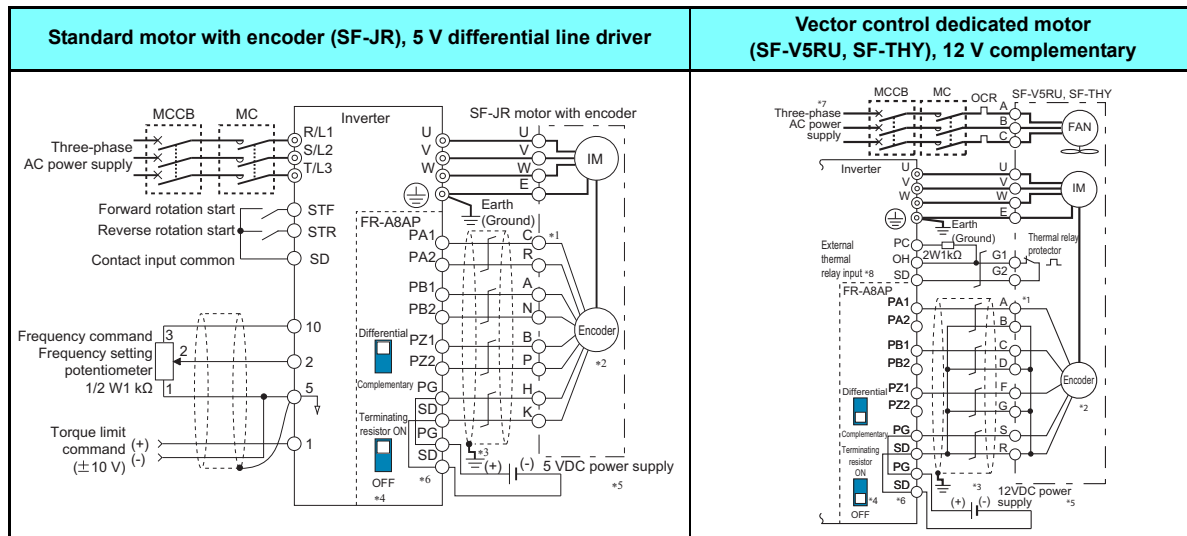 Standard motor with encoder (SF-JR), 5 V differential line driver
Vector control dedicated motor
(SF-V5RU, SF-THY), 12 V complementary
MCCB
MC
Three-phase
AC power supply
R/L1
S/L2
T/L3
Inverter
U
V
W
SF-JR motor with encoder
U
V
W
E
IM
Earth
(Ground)
Forward rotation start
Reverse rotation start
Contact input common
STF
STR
SD
FR-A8AP
PA1
PA2
PB1
PB2
PZ1
PZ2
PG
SD
PG
SD
C
*1
R
A
N
B
P
H
K
Encoder
*2
Differential
Complementary
Terminating
resistor ON
OFF
*4
*6
*3
(+)
(-)
5 VDC power supply
*5
Frequency command
Frequency setting
potentiometer
1/2 W1 kΩ
3
2
1
10
2
5
1
Torque limit
command
(±10 V)
(+)
(-)
*7
Three-phase
AC power
supply
MCCB
MC
OCR
SF-V5RU, SF-THY
A
B
C
FAN
Inverter
U
V
W
U
V
W
E
IM
Earth
(Ground)
External
thermal
relay input *8
PC
OH
SD
2W1kΩ
G1
G2
Thermal relay
protector
FR-A8AP
PA1
PA2
PB1
PB2
PZ1
PZ2
PG
SD
PG
SD
A
*1
B
C
D
F
G
S
R
Encoder
*2
Differential
Complementary
Terminating
resistor
ON
*4
OFF
*6
*3
(+)
(-)
12VDC power
supply
*5